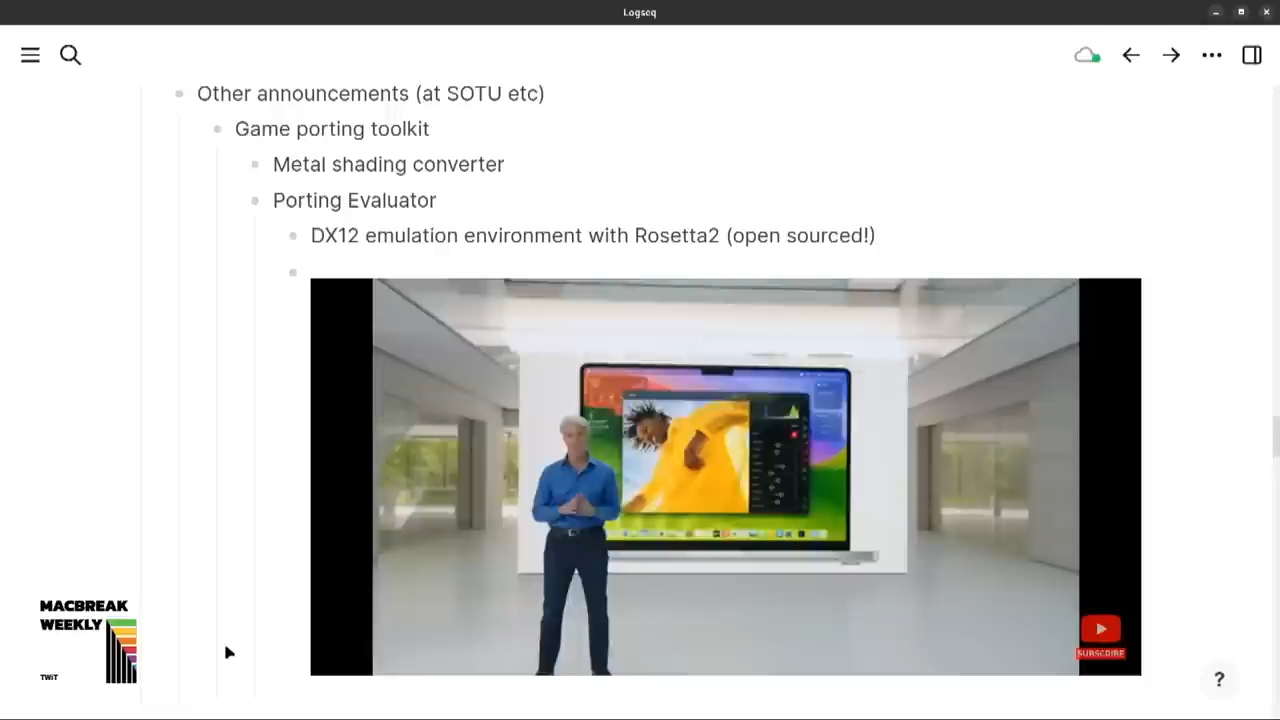 Logseq
Other announcements (at SOTU etc)
Game porting toolkit
Metal shading converter
Porting Evaluator
DX12 emulation environment with Rosetta2 (open sourced!)
MACBREAK
WEEKLY
TWiT
SUBSCRIBE
?